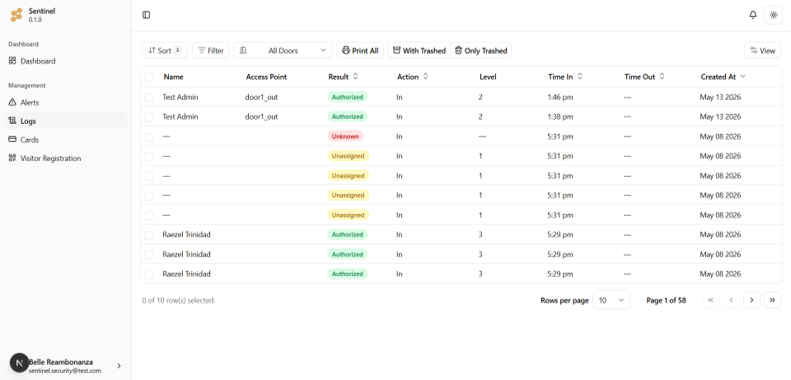 Sentinel
0.1.0
Dashboard
Dashboard
Management
Alerts
Logs
Cards
Visitor Registration
N
Belle Reambonanza
sentinel.security@test.com
Sort 1 Filter All Doors Print All With Trashed Only Trashed View
Name Access Point Result Action Level Time In Time Out Created At
Test Admin door1_out Authorized In 2 1:46 pm — May 13 2026
Test Admin door1_out Authorized In 2 1:38 pm — May 13 2026
— Unknown In — 5:31 pm — May 08 2026
— Unassigned In 1 5:31 pm — May 08 2026
— Unassigned In 1 5:31 pm — May 08 2026
— Unassigned In 1 5:31 pm — May 08 2026
— Unassigned In 1 5:31 pm — May 08 2026
Raezel Trinidad Authorized In 3 5:29 pm — May 08 2026
Raezel Trinidad Authorized In 3 5:29 pm — May 08 2026
Raezel Trinidad Authorized In 3 5:29 pm — May 08 2026
0 of 10 row(s) selected. Rows per page 10 Page 1 of 58